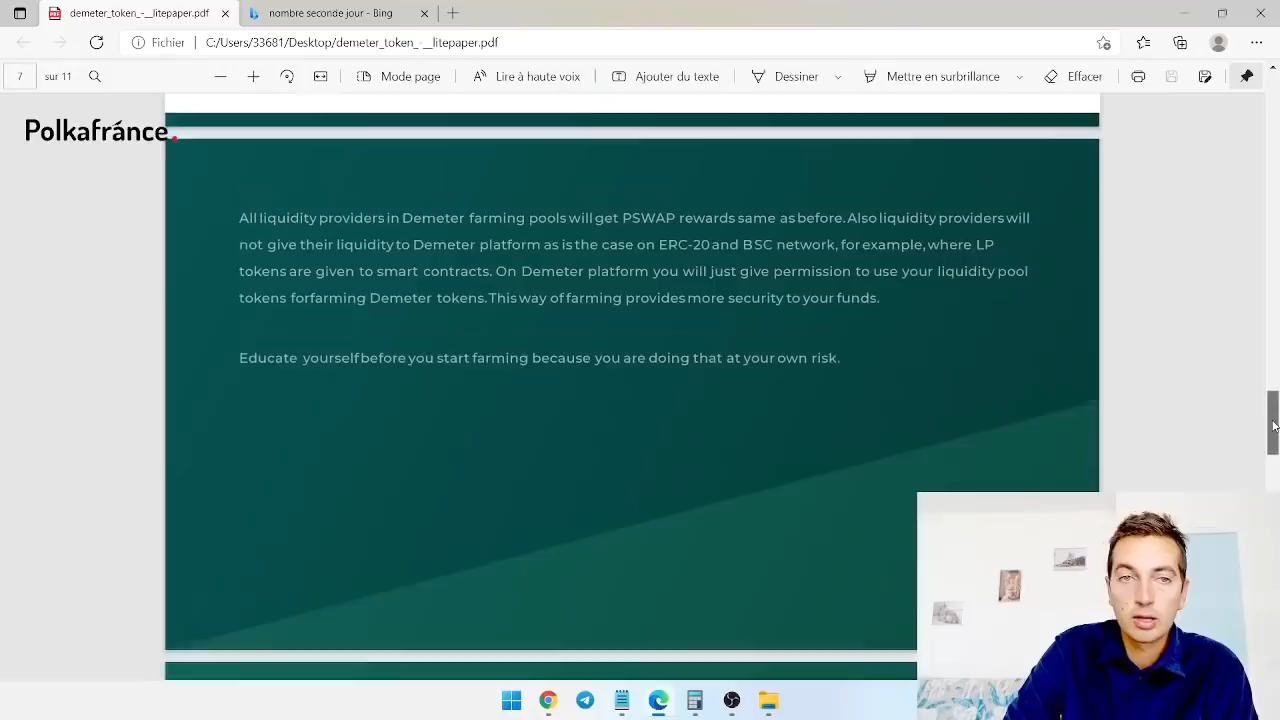 demeter_token_-_litepaper.pdf
nombre seconde jour - Bing
Fichier
C:/Users/33681/Desktop/demeter_token_-__litepaper.pdf
7 sur 11
Mode page
Lire à haute voix
Ajouter du texte
Dessiner
Mettre en surbrillance
Effacer
Polkafránce.
All liquidity providers in Demeter farming pools will get PSWAP rewards same as before. Also liquidity providers will
not give their liquidity to Demeter platform as is the case on ERC-20 and BSC network, for example, where LP
tokens are given to smart contracts. On Demeter platform you will just give permission to use your liquidity pool
tokens for farming Demeter tokens. This way of farming provides more security to your funds.
Educate yourself before you start farming because you are doing that at your own risk.